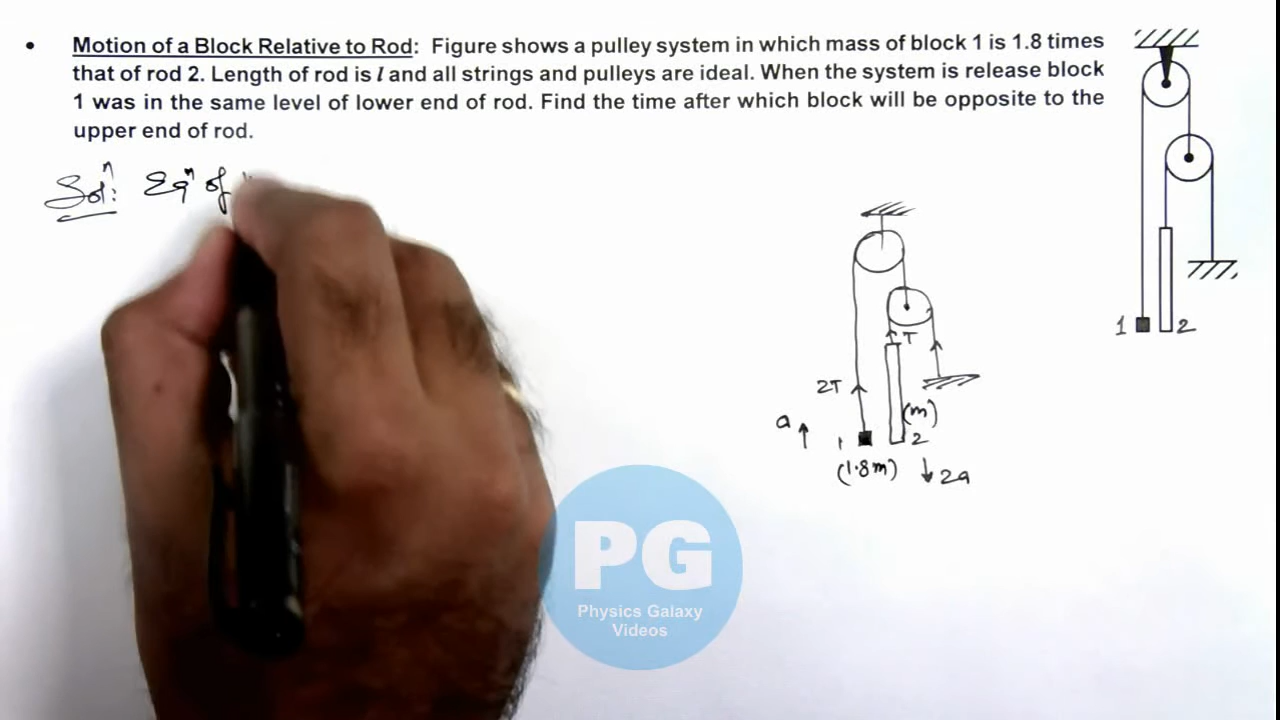 • Motion of a Block Relative to Rod: Figure shows a pulley system in which mass of block 1 is 1.8 times
that of rod 2. Length of rod is l and all strings and pulleys are ideal. When the system is release block
1 was in the same level of lower end of rod. Find the time after which block will be opposite to the
upper end of rod.
Solⁿ: Eqⁿ of
1 2
T
2T
a
(m)
1 2
(1.8m) 2a
PG
Physics Galaxy
Videos